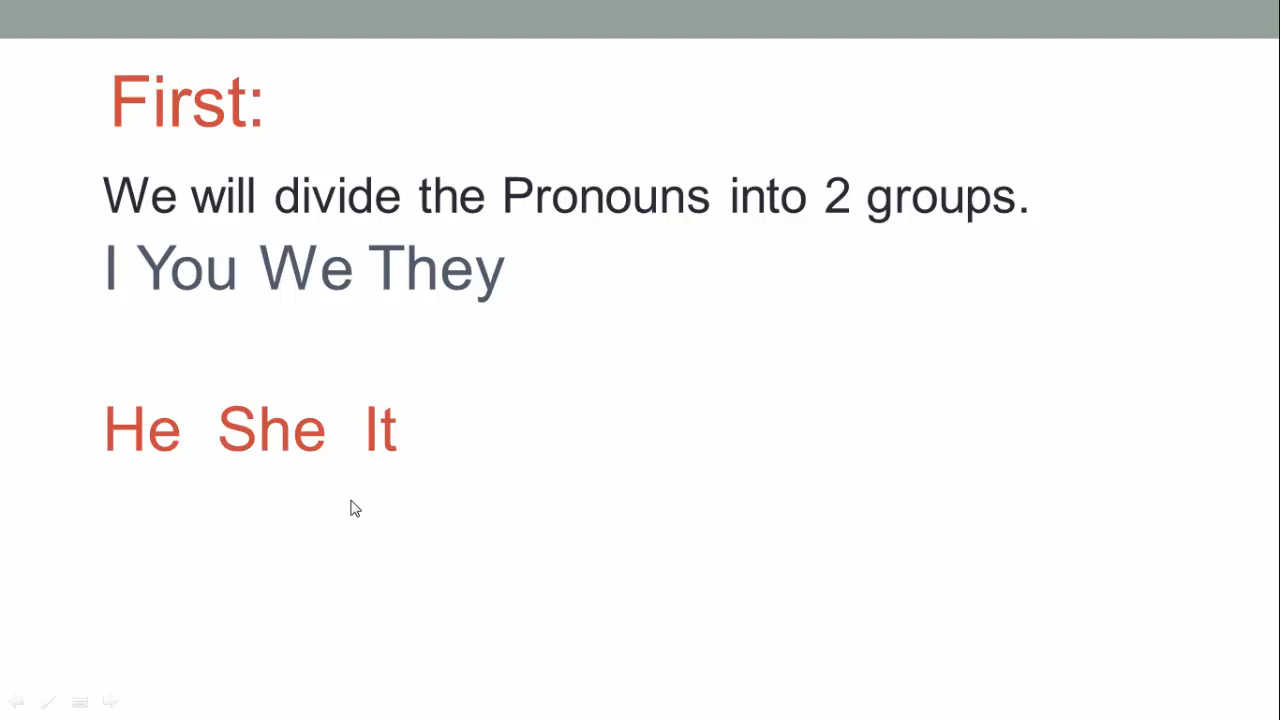 First:
We will divide the Pronouns into 2 groups.
I You We They
He She It